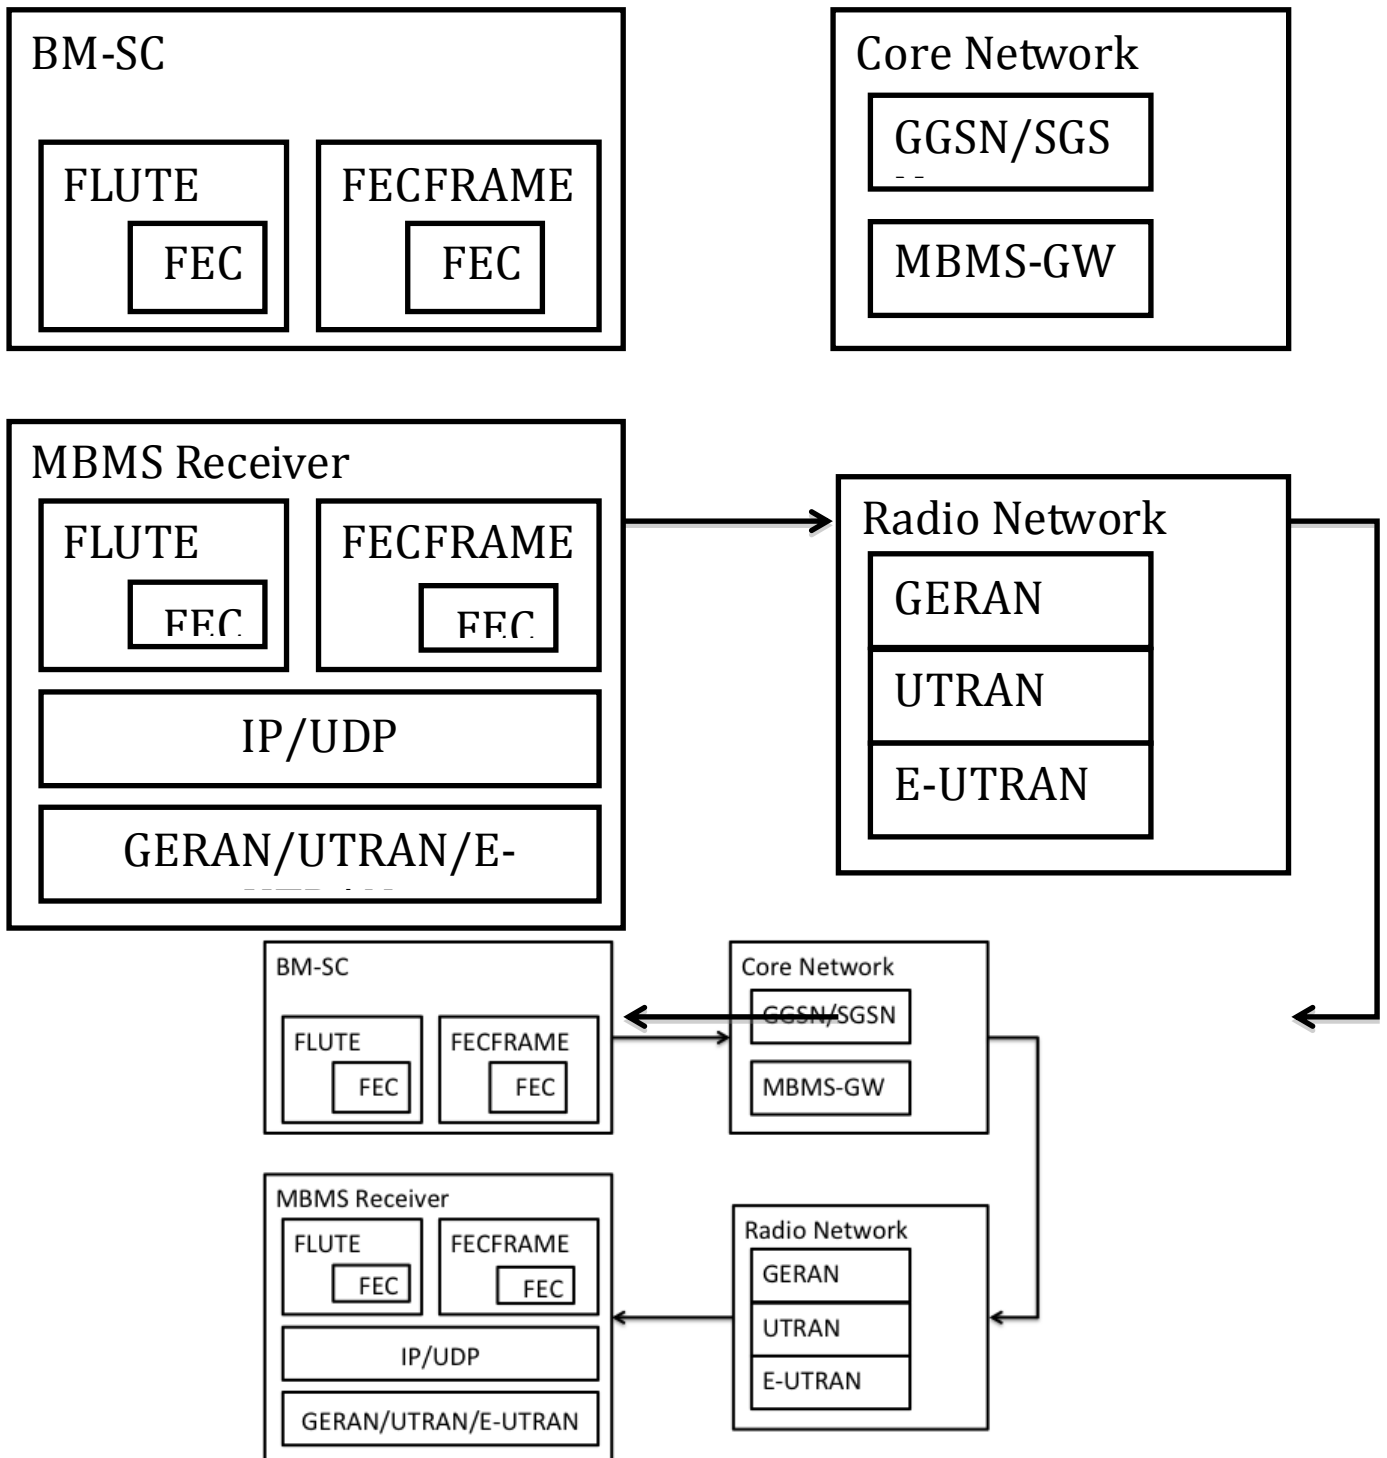 BM-SC
Core Network
FLUTE
FEC
FECFRAME
FEC
GGSN/SGS
MBMS-GW
MBMS Receiver
FLUTE
FEC
FECFRAME
FEC
IP/UDP
GERAN/UTRAN/E-
Radio Network
GERAN
UTRAN
E-UTRAN
BM-SC
FLUTE
FEC
FECFRAME
FEC
Core Network
GGSN/SGSN
MBMS-GW
MBMS Receiver
FLUTE
FEC
FECFRAME
FEC
IP/UDP
GERAN/UTRAN/E-UTRAN
Radio Network
GERAN
UTRAN
E-UTRAN